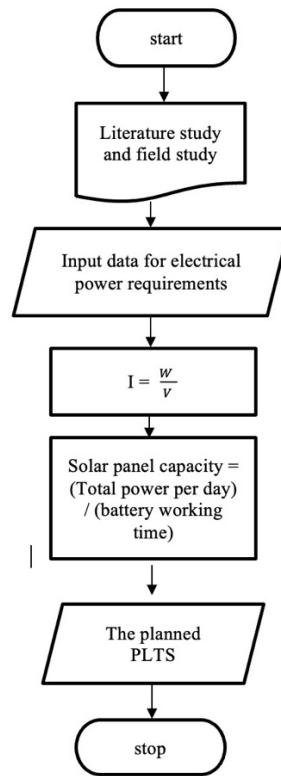 start
Literature study
and field study
Input data for electrical
power requirements
I = W/V
Solar panel capacity =
(Total power per day)
/ (battery working
time)
The planned
PLTS
stop